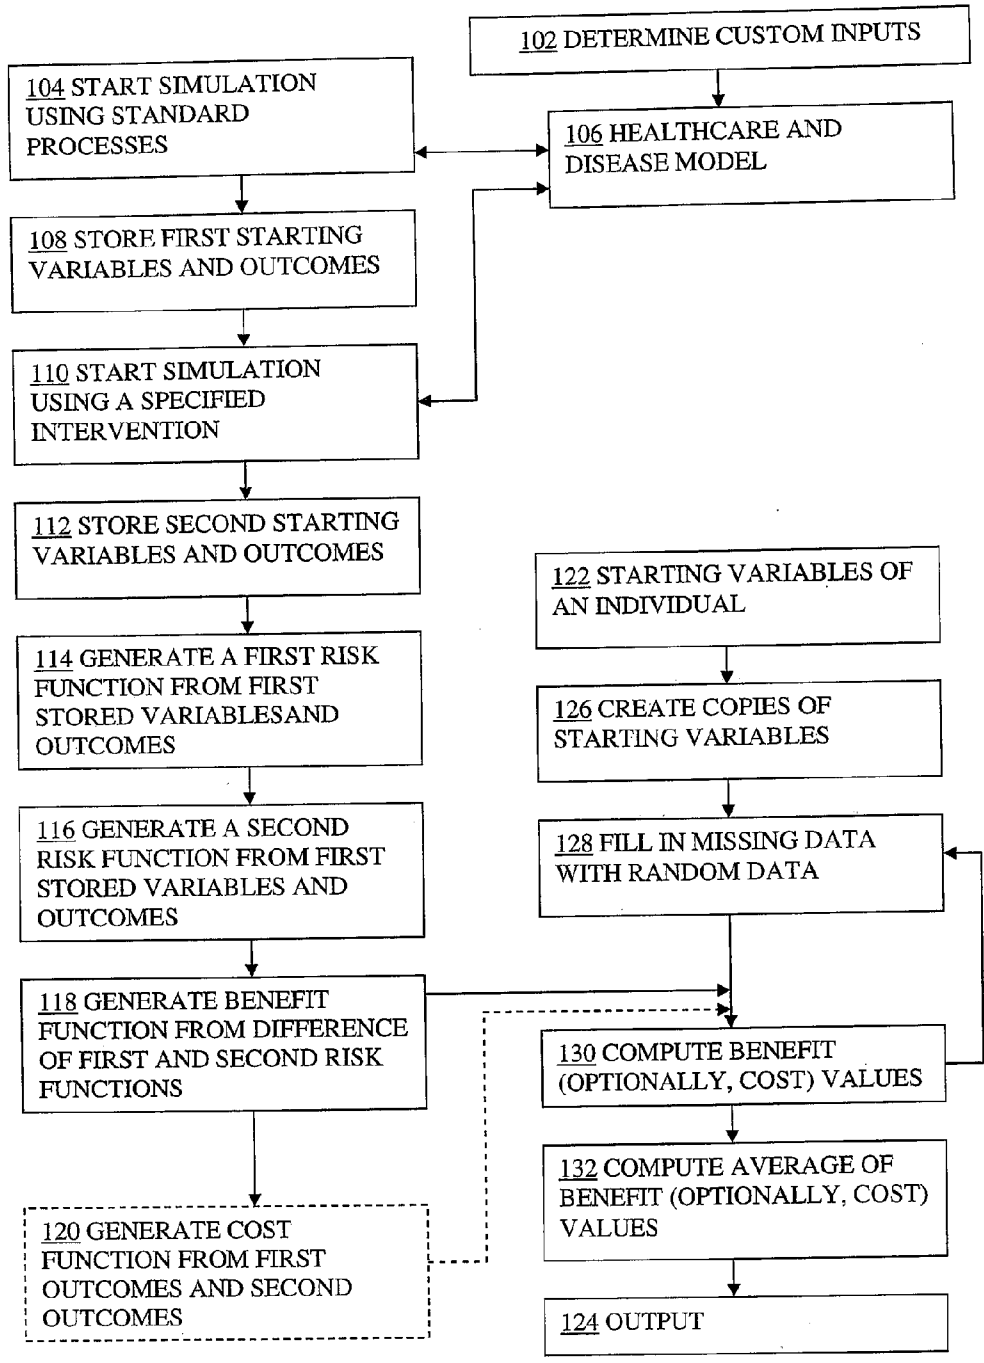 102 DETERMINE CUSTOM INPUTS
104 START SIMULATION
USING STANDARD
PROCESSES
106 HEALTHCARE AND
DISEASE MODEL
108 STORE FIRST STARTING
VARIABLES AND OUTCOMES
110 START SIMULATION
USING A SPECIFIED
INTERVENTION
112 STORE SECOND STARTING
VARIABLES AND OUTCOMES
114 GENERATE A FIRST RISK
FUNCTION FROM FIRST
STORED VARIABLESAND
OUTCOMES
116 GENERATE A SECOND
RISK FUNCTION FROM FIRST
STORED VARIABLES AND
OUTCOMES
118 GENERATE BENEFIT
FUNCTION FROM DIFFERENCE
OF FIRST AND SECOND RISK
FUNCTIONS
120 GENERATE COST
FUNCTION FROM FIRST
OUTCOMES AND SECOND
OUTCOMES
122 STARTING VARIABLES OF
AN INDIVIDUAL
126 CREATE COPIES OF
STARTING VARIABLES
128 FILL IN MISSING DATA
WITH RANDOM DATA
130 COMPUTE BENEFIT
(OPTIONALLY, COST) VALUES
132 COMPUTE AVERAGE OF
BENEFIT (OPTIONALLY, COST)
VALUES
124 OUTPUT